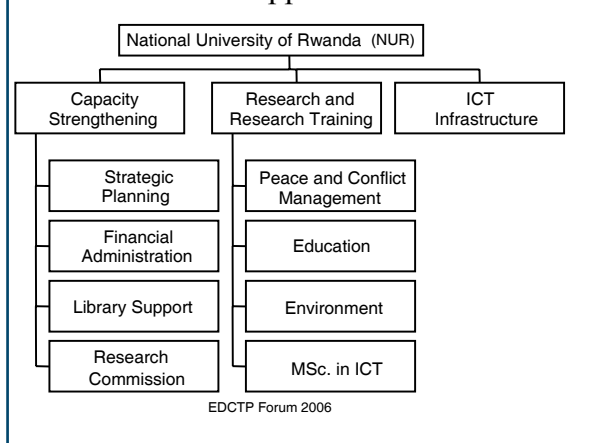 National University of Rwanda (NUR)
Capacity
Strengthening
Research and
Research Training
ICT
Infrastructure
Strategic
Planning
Financial
Administration
Library Support
Research
Commission
Peace and Conflict
Management
Education
Environment
MSc. in ICT
EDCTP Forum 2006